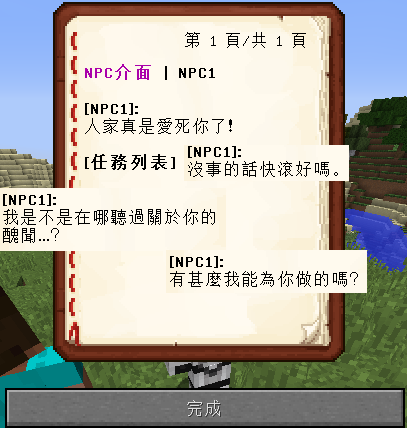 第 1 頁/共 1 頁
NPC介面 | NPC1
[NPC1]:
人家真是愛死你了!
[任務列表]
[NPC1]:
沒事的話快滾好嗎。
[NPC1]:
我是不是在哪聽過關於你的
醜聞...?
[NPC1]:
有甚麼我能為你做的嗎?
完成